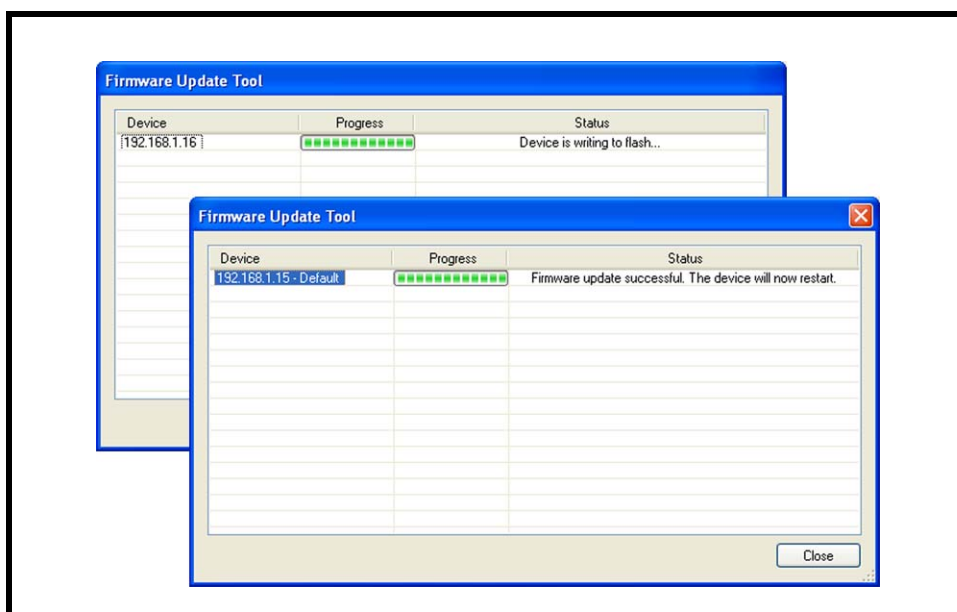 Firmware Update Tool
Device Progress Status
192.168.1.16 Device is writing to flash...
Firmware Update Tool
Device Progress Status
192.168.1.15 - Default Firmware update successful. The device will now restart.
Close